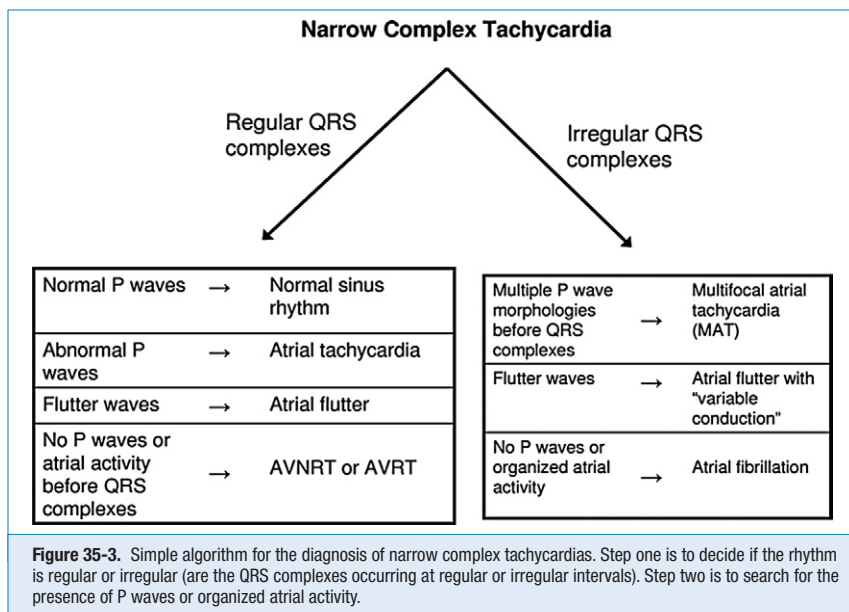 Narrow Complex Tachycardia
Regular QRS
complexes
Irregular QRS
complexes
Normal P waves → Normal sinus
rhythm
Abnormal P
waves → Atrial tachycardia
Flutter waves → Atrial flutter
No P waves or
atrial activity
before QRS
complexes → AVNRT or AVRT
Multiple P wave
morphologies
before QRS
complexes → Multifocal atrial
tachycardia
(MAT)
Flutter waves → Atrial flutter with
"variable
conduction"
No P waves or
organized atrial
activity → Atrial fibrillation
Figure 35-3. Simple algorithm for the diagnosis of narrow complex tachycardias. Step one is to decide if the rhythm
is regular or irregular (are the QRS complexes occurring at regular or irregular intervals). Step two is to search for the
presence of P waves or organized atrial activity.